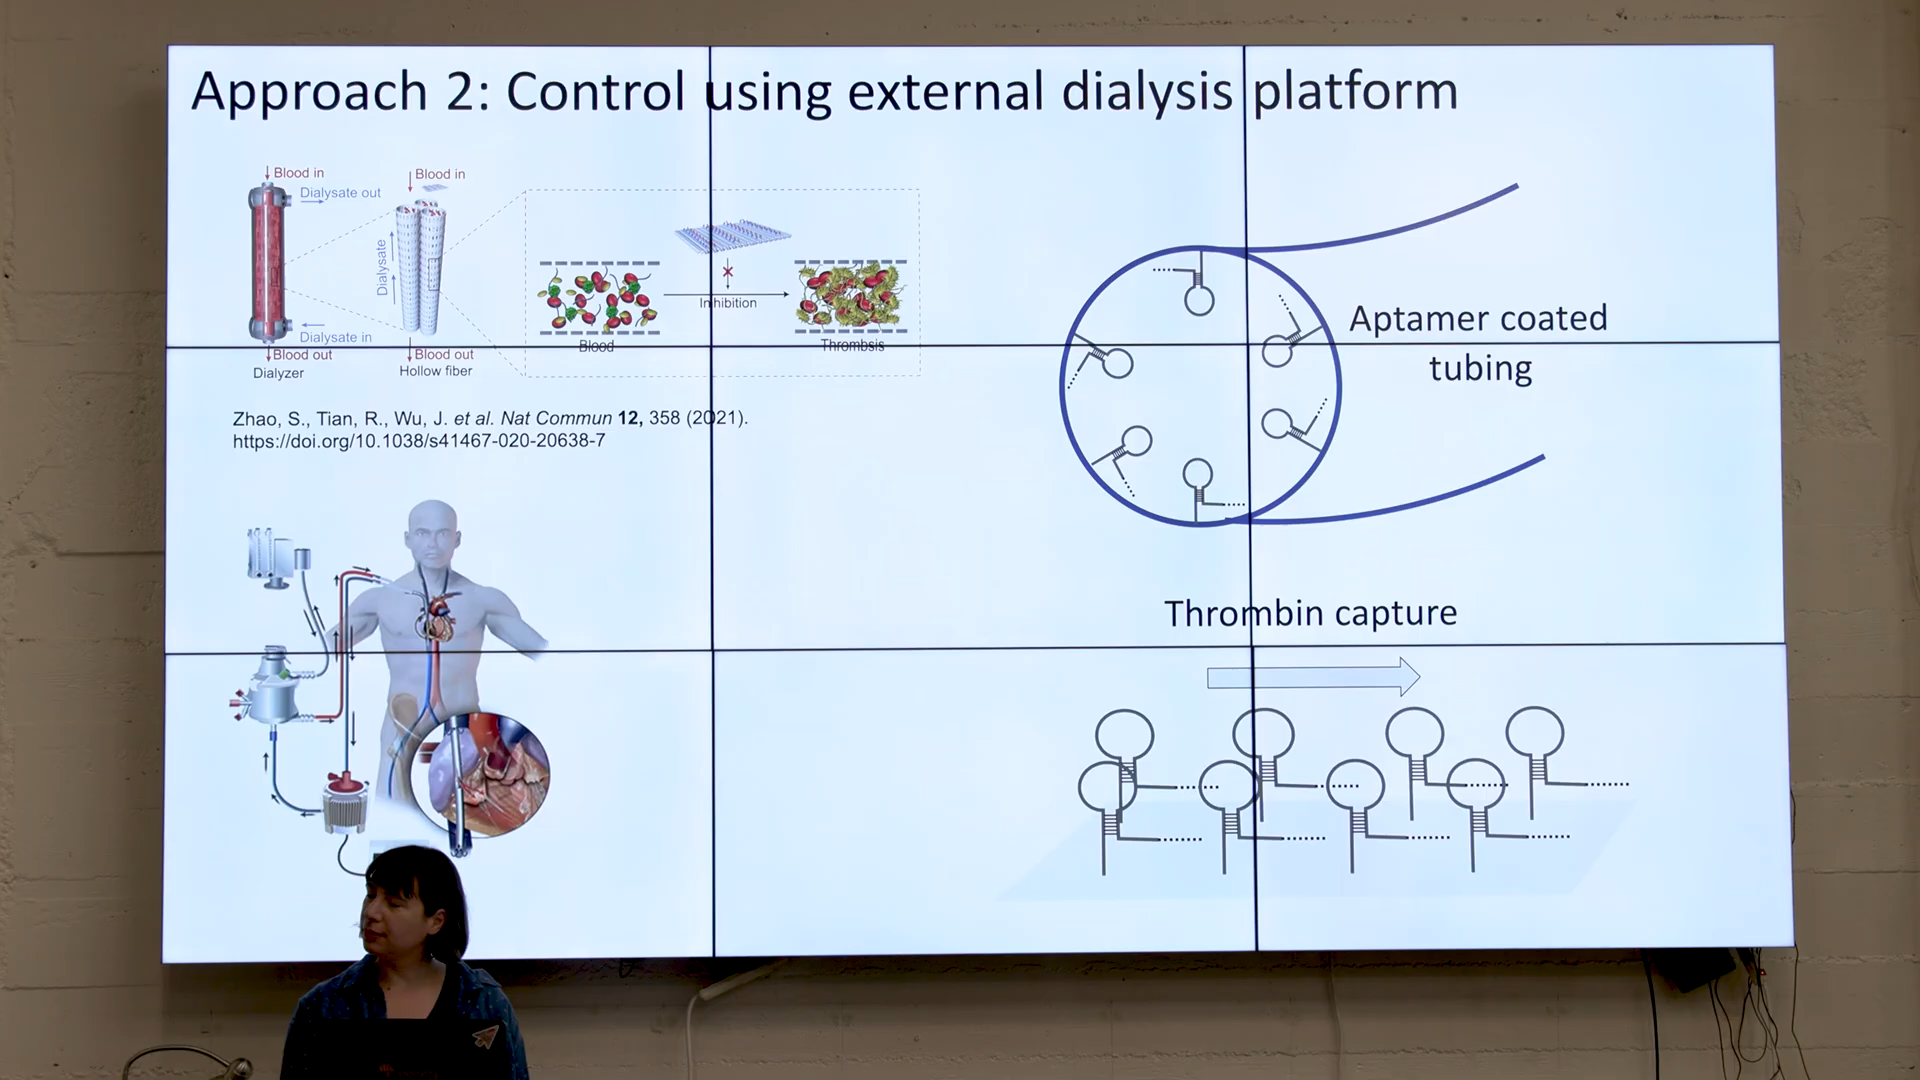 Approach 2: Control using external dialysis platform
Blood in
Dialysate out
Blood in
Dialysate
Inhibition
Dialysate in
Blood out
Dialyzer
Blood out
Hollow fiber
Blood
Thrombsis
Zhao, S., Tian, R., Wu, J. et al. Nat Commun 12, 358 (2021).
https://doi.org/10.1038/s41467-020-20638-7
Aptamer coated
tubing
Thrombin capture